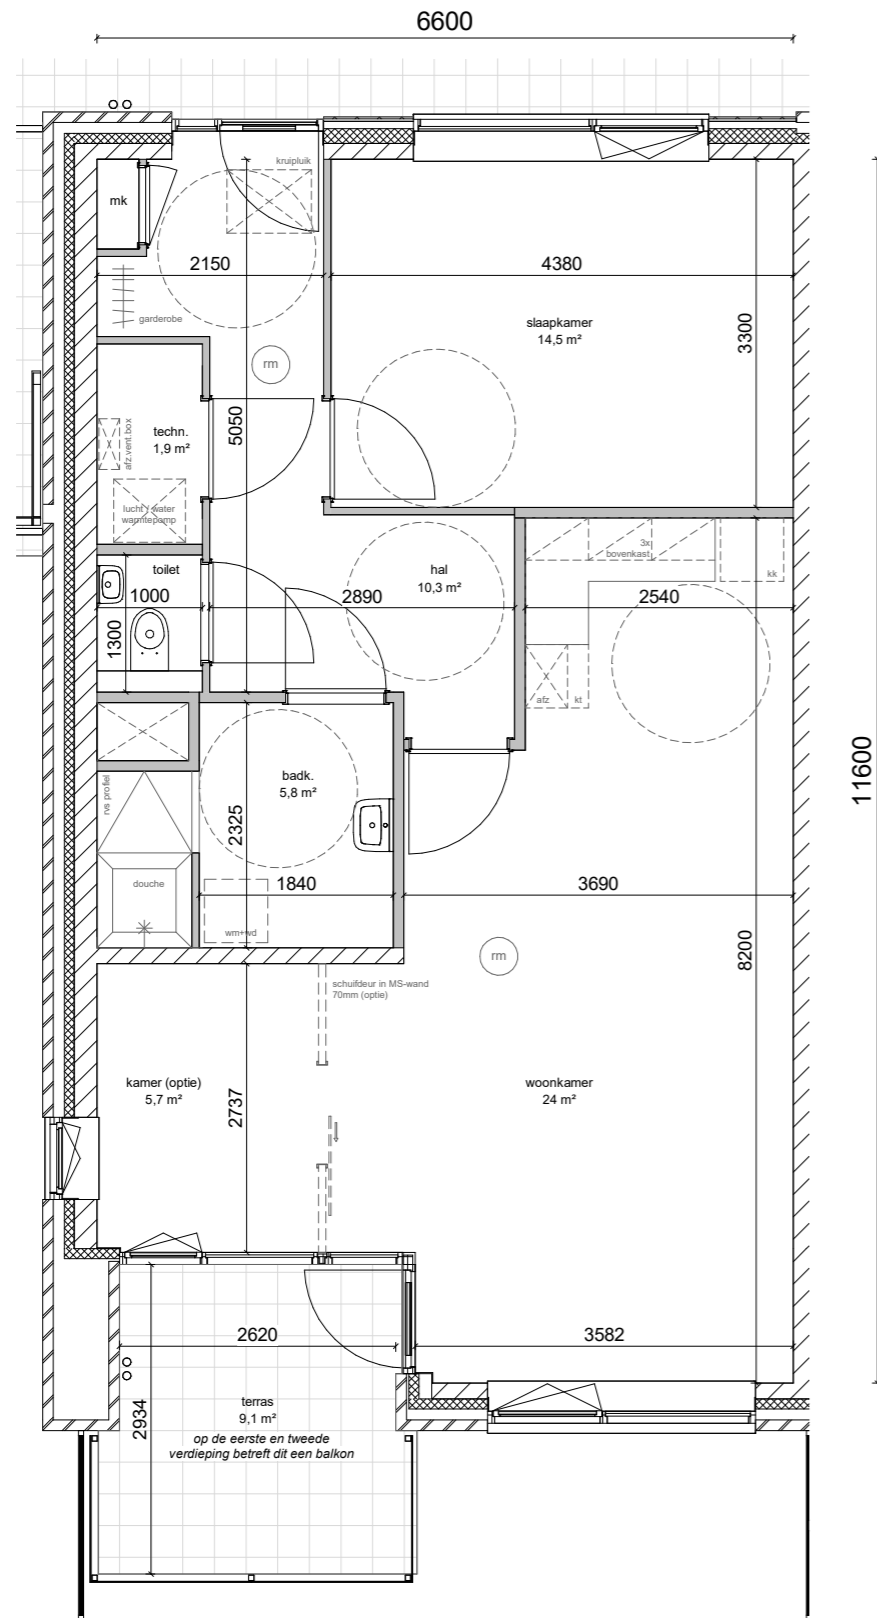 6600
kruipluik
mk
2150
4380
garderobe
slaapkamer
14,5 m²
3300
rm
5050
techn.
1,9 m²
afz.vent.box
lucht / water
warmtepomp
toilet
hal
10,3 m²
3x
bovenkast
kk
1000
2890
2540
1300
afz
kt
11600
rvs profiel
badk.
5,8 m²
2325
douche
1840
3690
wm+wd
8200
rm
schuifdeur in MS-wand
70mm (optie)
kamer (optie)
5,7 m²
2737
woonkamer
24 m²
2620
3582
terras
9,1 m²
2934
op de eerste en tweede
verdieping betreft dit een balkon